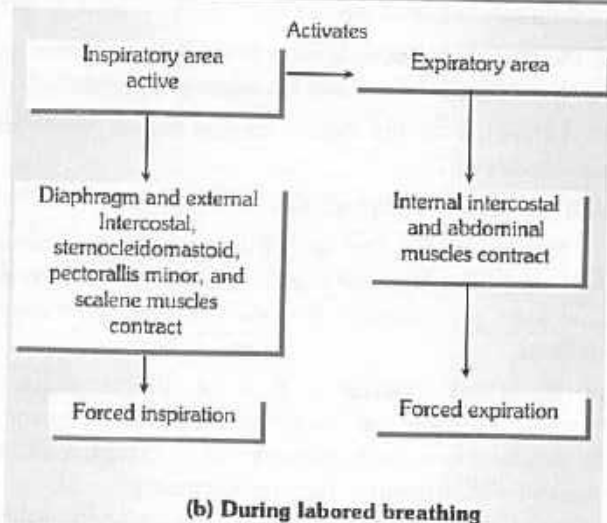 Activates
Inspiratory area
active
Expiratory area
Diaphragm and external
Intercostal,
sternocleidomastoid,
pectorallis minor, and
scalene muscles
contract
Internal intercostal
and abdominal
muscles contract
Forced inspiration
Forced expiration
(b) During labored breathing